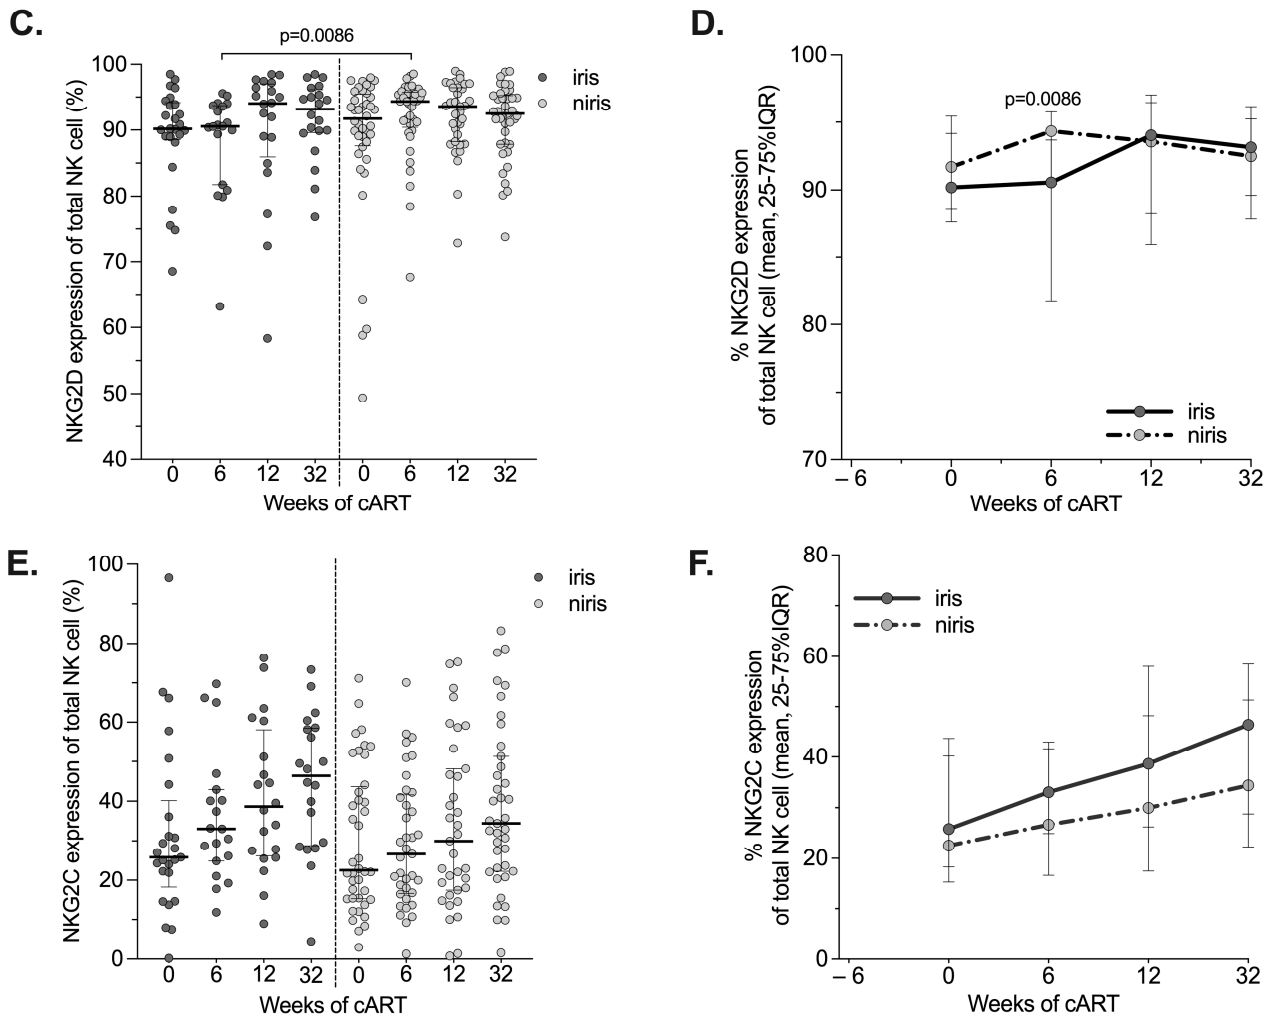 C.
p=0.0086
NKG2D expression of total NK cell (%)
100
90
80
70
60
50
40
0 6 12 32 0 6 12 32
Weeks of cART
iris
niris
D.
% NKG2D expression
of total NK cell (mean, 25-75%IQR)
100
90
80
70
p=0.0086
iris
niris
– 6 0 6 12 32
Weeks of cART
E.
NKG2C expression of total NK cell (%)
100
80
60
40
20
0
0 6 12 32 0 6 12 32
Weeks of cART
iris
niris
F.
% NKG2C expression
of total NK cell (mean, 25-75%IQR)
80
60
40
20
0
iris
niris
– 6 0 6 12 32
Weeks of cART